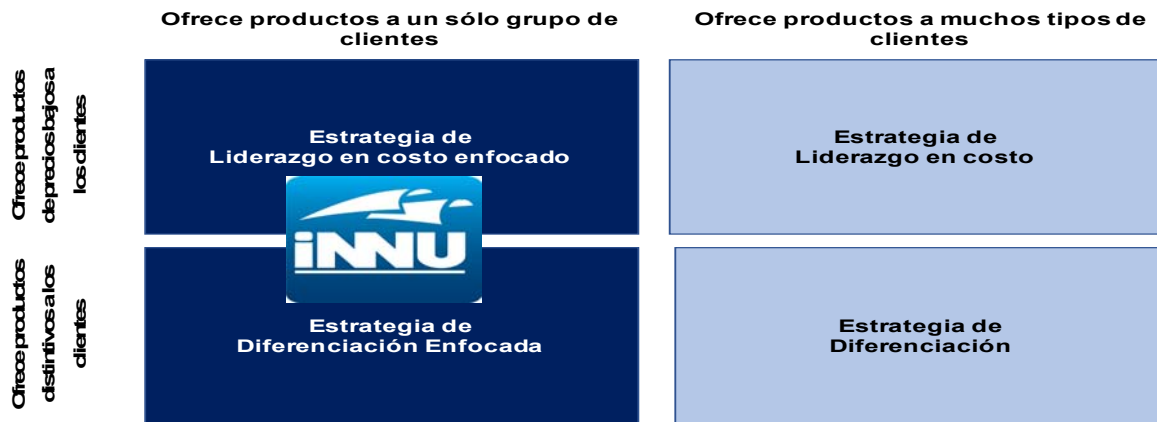 Ofrece productos a un sólo grupo de
clientes
Ofrece productos a muchos tipos de
clientes
Ofrece productos
de precios bajos a
los clientes
Estrategia de
Liderazgo en costo enfocado
Estrategia de
Liderazgo en costo
iNNU
Ofrece productos
distintivos a los
clientes
Estrategia de
Diferenciación Enfocada
Estrategia de
Diferenciación